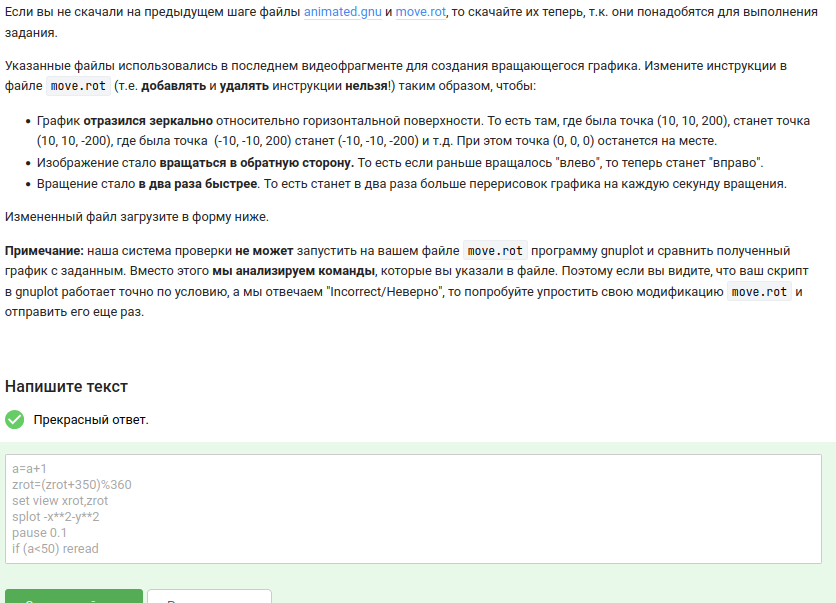 Если вы не скачали на предыдущем шаге файлы animated.gnu и move.rot, то скачайте их теперь, т.к. они понадобятся для выполнения
задания.
Указанные файлы использовались в последнем видеофрагменте для создания вращающегося графика. Измените инструкции в
файле move.rot (т.е. добавлять и удалять инструкции нельзя!) таким образом, чтобы:
• График отразился зеркально относительно горизонтальной поверхности. То есть там, где была точка (10, 10, 200), станет точка
(10, 10, -200), где была точка (-10, -10, 200) станет (-10, -10, -200) и т.д. При этом точка (0, 0, 0) останется на месте.
• Изображение стало вращаться в обратную сторону. То есть если раньше вращалось "влево", то теперь станет "вправо".
• Вращение стало в два раза быстрее. То есть станет в два раза больше перерисовок графика на каждую секунду вращения.
Измененный файл загрузите в форму ниже.
Примечание: наша система проверки не может запустить на вашем файле move.rot программу gnuplot и сравнить полученный
график с заданным. Вместо этого мы анализируем команды, которые вы указали в файле. Поэтому если вы видите, что ваш скрипт
в gnuplot работает точно по условию, а мы отвечаем "Incorrect/Неверно", то попробуйте упростить свою модификацию move.rot и
отправить его еще раз.
Напишите текст
Прекрасный ответ.
a=a+1
zrot=(zrot+350)%360
set view xrot,zrot
splot -x**2-y**2
pause 0.1
if (a<50) reread